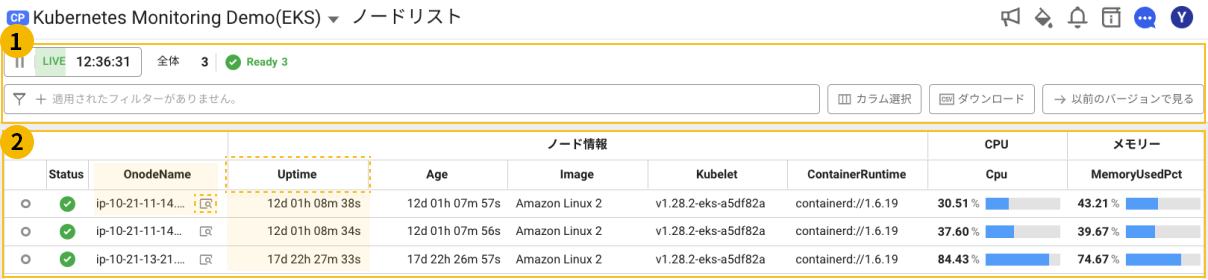 CP Kubernetes Monitoring Demo(EKS) ノードリスト Y
1
LIVE 12:36:31 全体 3 Ready 3
適用されたフィルターがありません。 カラム選択 CSV ダウンロード 以前のバージョンで見る
2
ノード情報 CPU メモリー
Status OnodeName Uptime Age Image Kubelet ContainerRuntime Cpu MemoryUsedPct
ip-10-21-11-14.... 12d 01h 08m 38s 12d 01h 07m 57s Amazon Linux 2 v1.28.2-eks-a5df82a containerd://1.6.19 30.51 % 43.21 %
ip-10-21-11-14.... 12d 01h 08m 34s 12d 01h 07m 56s Amazon Linux 2 v1.28.2-eks-a5df82a containerd://1.6.19 37.60 % 39.67 %
ip-10-21-13-21.... 17d 22h 27m 33s 17d 22h 26m 57s Amazon Linux 2 v1.28.2-eks-a5df82a containerd://1.6.19 84.43 % 74.67 %